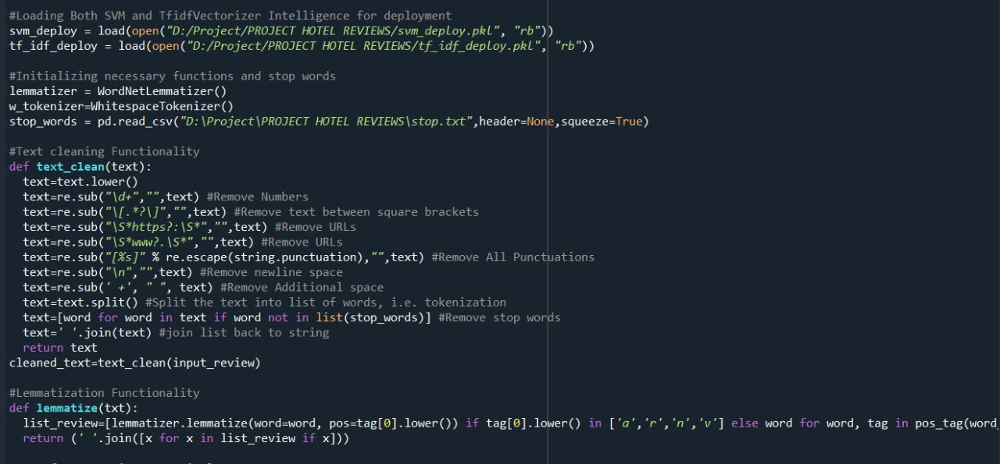 #Loading Both SVM and TfidfVectorizer Intelligence for deployment
svm_deploy = load(open("D:/Project/PROJECT HOTEL REVIEWS/svm_deploy.pkl", "rb"))
tf_idf_deploy = load(open("D:/Project/PROJECT HOTEL REVIEWS/tf_idf_deploy.pkl", "rb"))

#Initializing necessary functions and stop words
lemmatizer = WordNetLemmatizer()
w_tokenizer=WhitespaceTokenizer()
stop_words = pd.read_csv("D:\Project\PROJECT HOTEL REVIEWS\stop.txt",header=None,squeeze=True)

#Text cleaning Functionality
def text_clean(text):
  text=text.lower()
  text=re.sub("\d+","",text) #Remove Numbers
  text=re.sub("\[.*?\]","",text) #Remove text between square brackets
  text=re.sub("\S*https?:\S*","",text) #Remove URLs
  text=re.sub("\S*www?.\S*","",text) #Remove URLs
  text=re.sub("[%s]" % re.escape(string.punctuation),"",text) #Remove All Punctuations
  text=re.sub("\n","",text) #Remove newline space
  text=re.sub(' +', " ", text) #Remove Additional space
  text=text.split() #Split the text into list of words, i.e. tokenization
  text=[word for word in text if word not in list(stop_words)] #Remove stop words
  text=' '.join(text) #join list back to string
  return text
cleaned_text=text_clean(input_review)

#Lemmatization Functionality
def lemmatize(txt):
  list_review=[lemmatizer.lemmatize(word=word, pos=tag[0].lower()) if tag[0].lower() in ['a','r','n','v'] else word for word, tag in pos_tag(word_
  return (' '.join([x for x in list_review if x]))